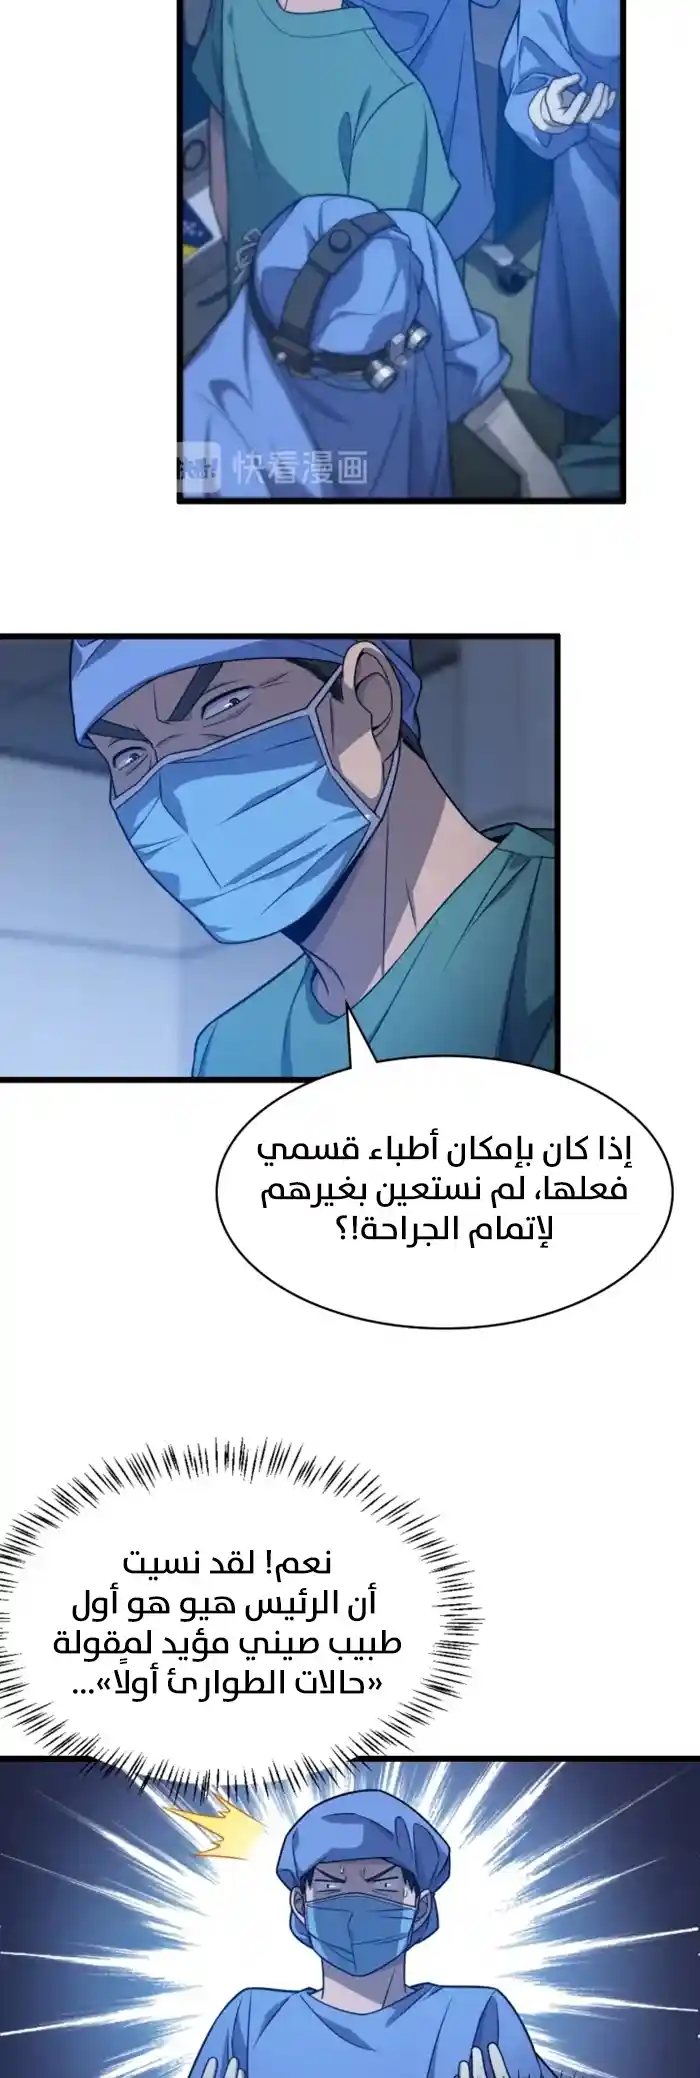 快看漫画
إذا كان بإمكان أطباء قسمي
فعلها، لم نستعين بغيرهم
لإتمام الجراحة!؟
نعم! لقد نسيت
أن الرئيس هيو هو أول
طبيب صيني مؤيد لمقولة
«حالات الطوارئ أولًا»...